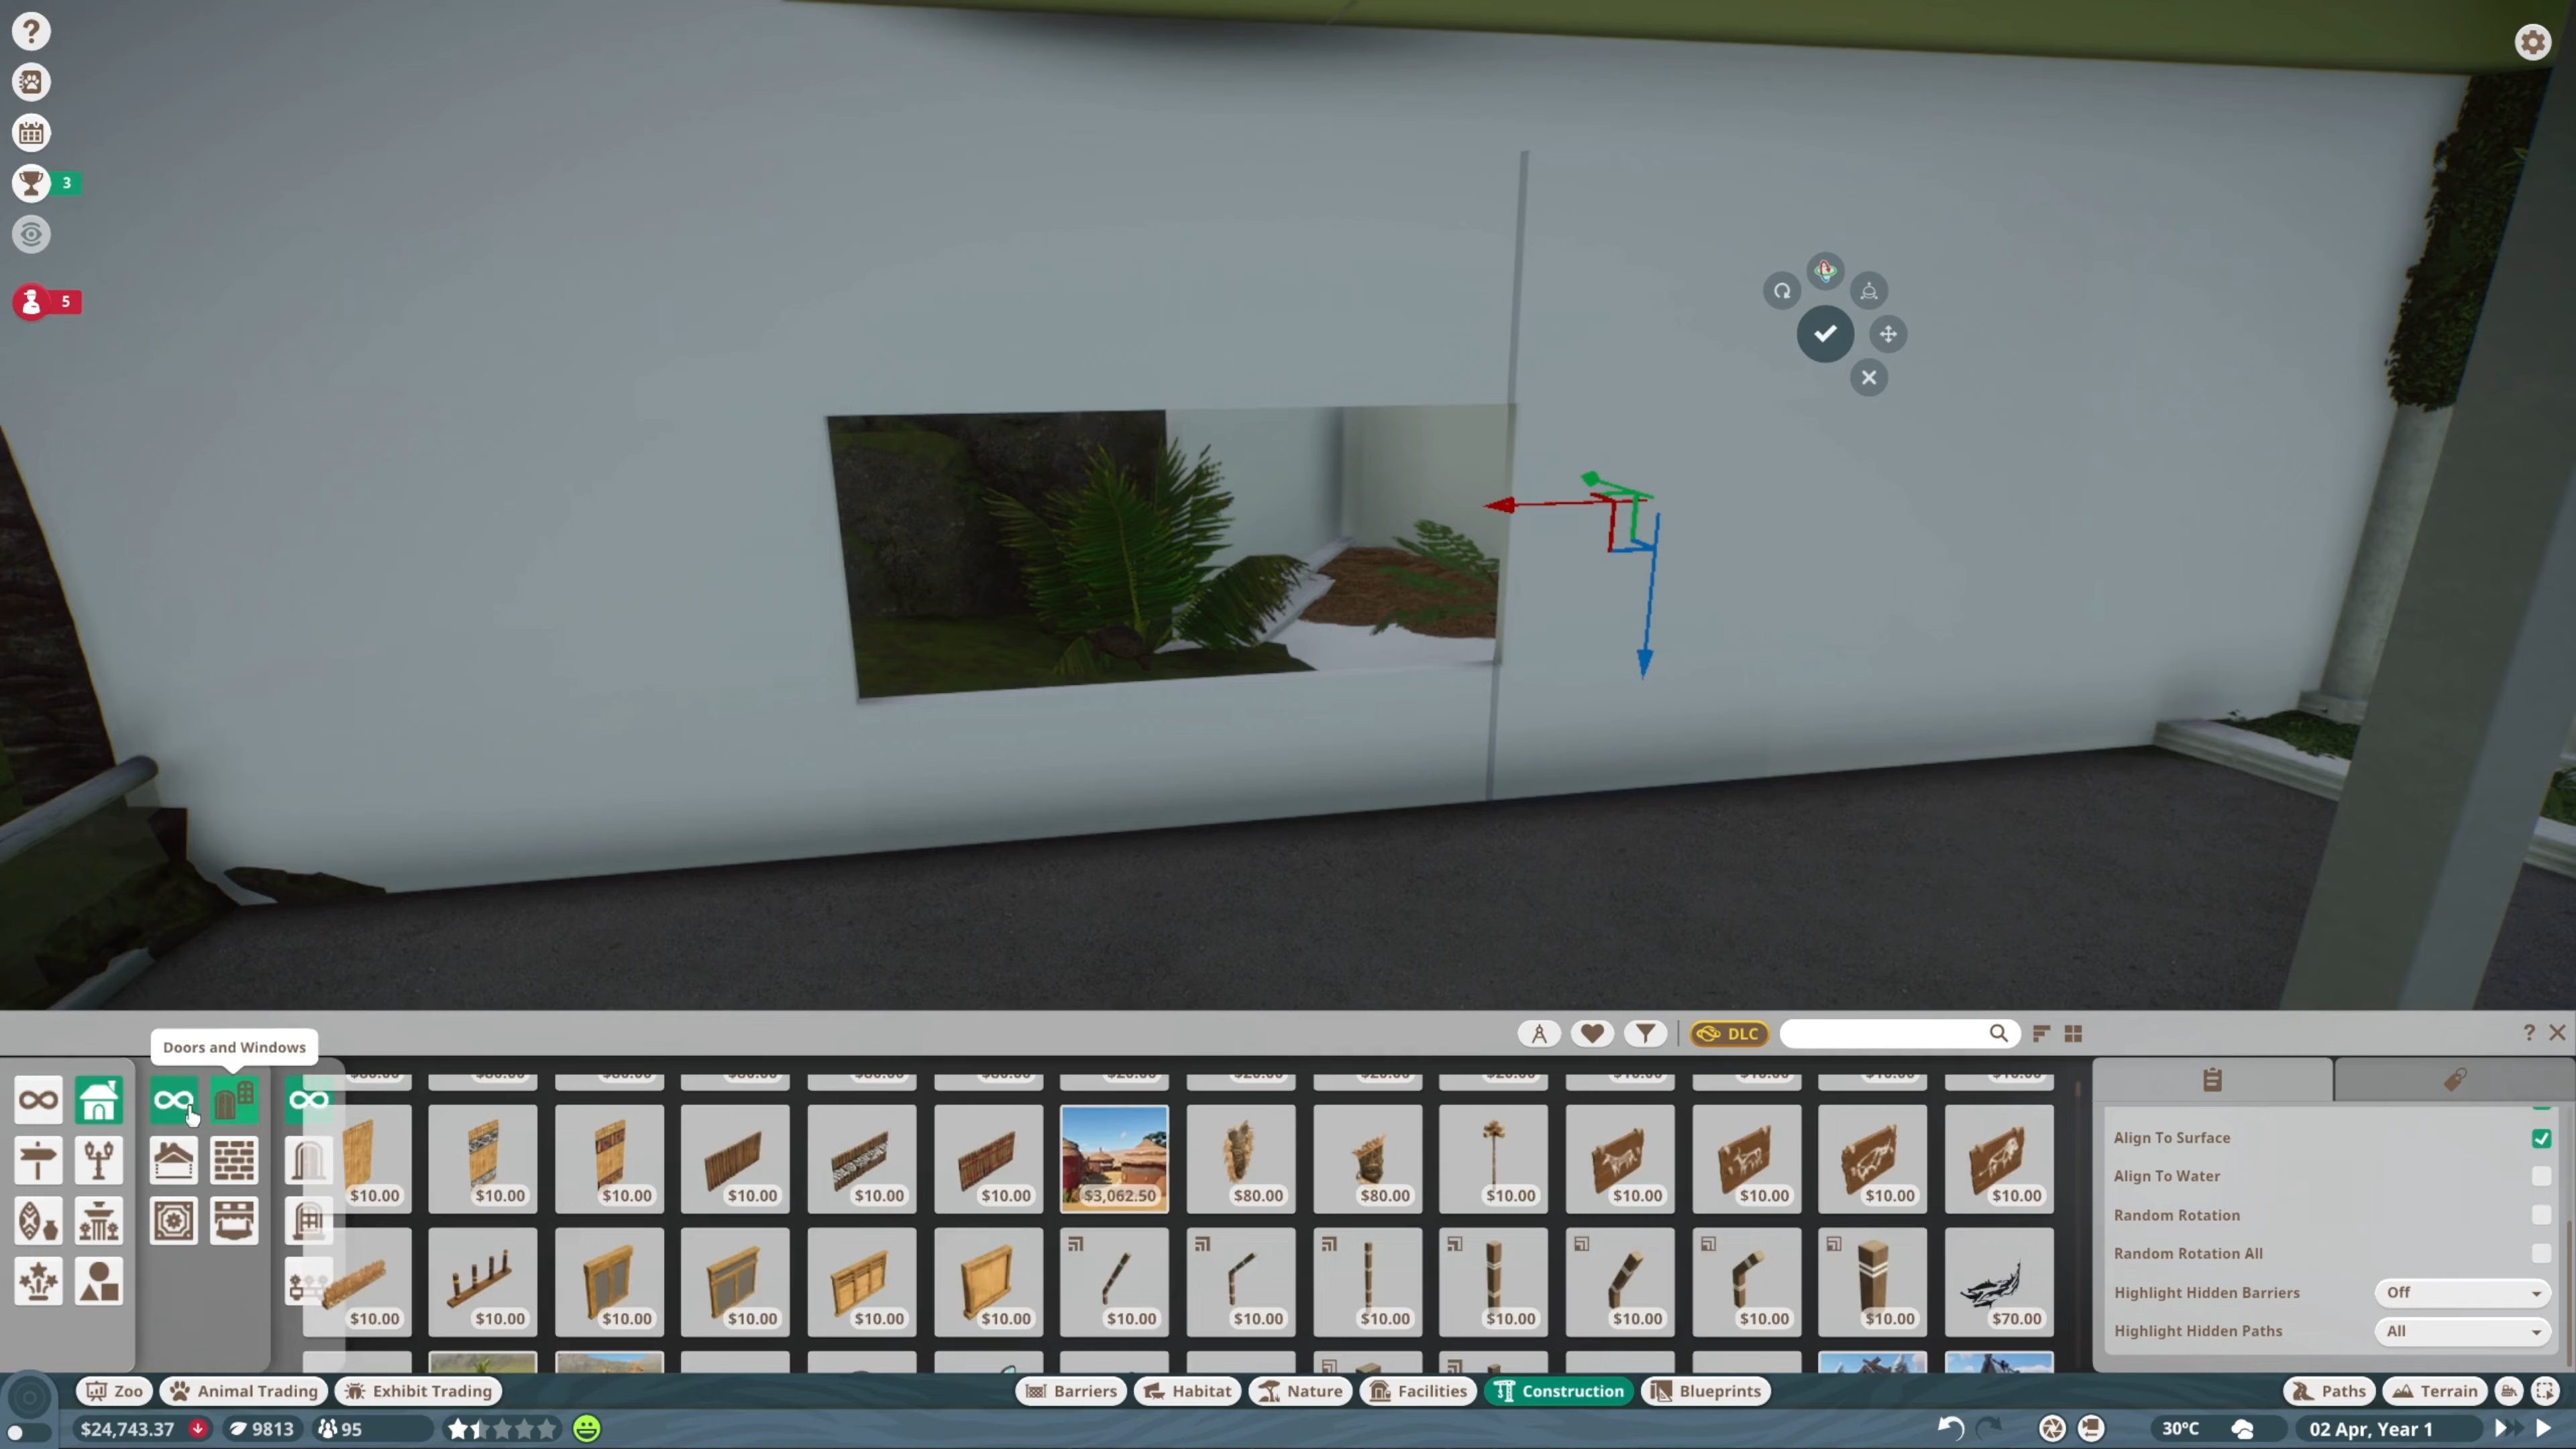 ?
3
5
Doors and Windows
DLC
?
$10.00 $10.00 $10.00 $10.00 $10.00 $10.00 $3,062.50 $80.00 $80.00 $10.00 $10.00 $10.00 $10.00 $10.00
$10.00 $10.00 $10.00 $10.00 $10.00 $10.00 $10.00 $10.00 $10.00 $10.00 $10.00 $10.00 $10.00 $70.00
Align To Surface
Align To Water
Random Rotation
Random Rotation All
Highlight Hidden Barriers Off
Highlight Hidden Paths All
Zoo Animal Trading Exhibit Trading Barriers Habitat Nature Facilities Construction Blueprints Paths Terrain
$24,743.37 9813 95 30°C 02 Apr, Year 1